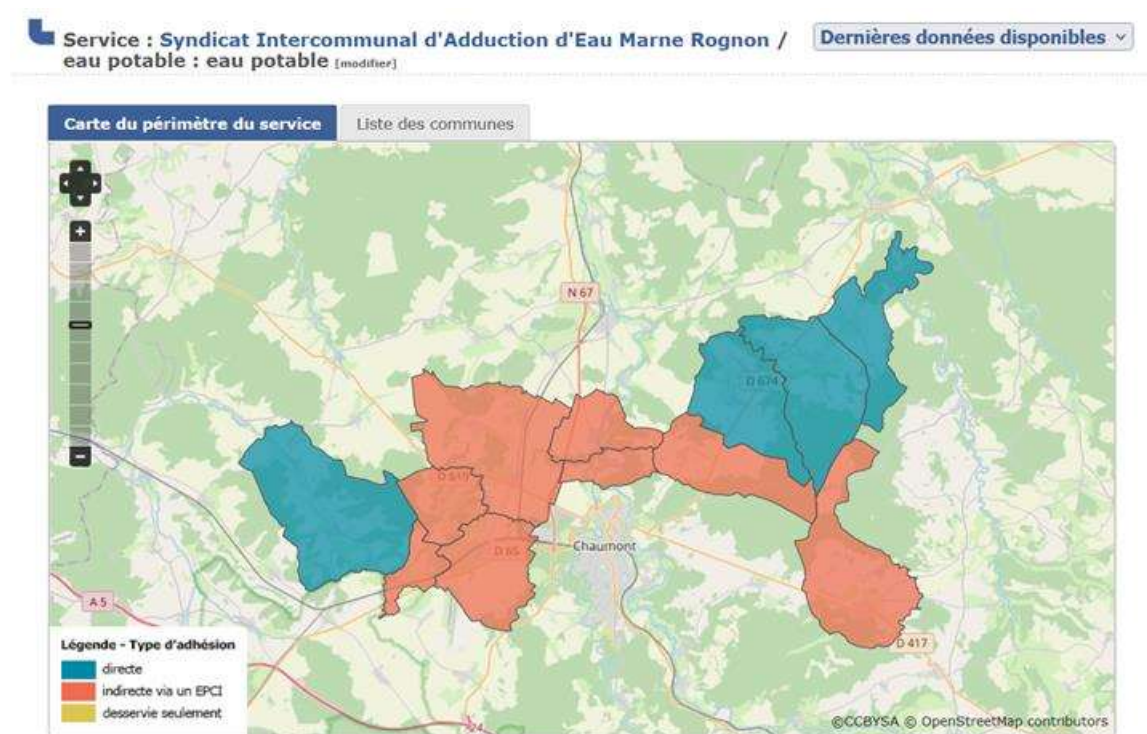 Service : Syndicat Intercommunal d'Adduction d'Eau Marne Rognon /
eau potable : eau potable [modifier]
Dernières données disponibles
Carte du périmètre du service
Liste des communes
N 67
D 674
D 619
D 65
Chaumont
A 5
D 417
Légende - Type d'adhésion
directe
indirecte via un EPCI
desservie seulement
©CCBYSA © OpenStreetMap contributors